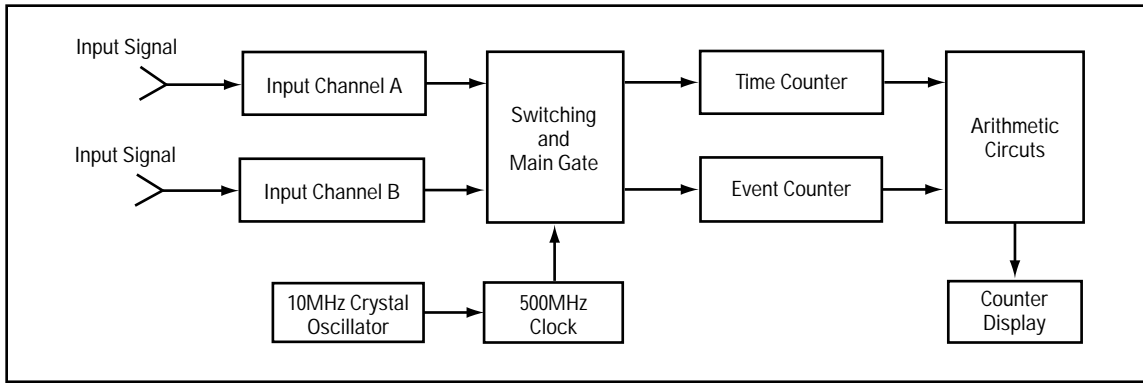 Input Signal
Input Channel A
Input Signal
Input Channel B
10MHz Crystal
Oscillator
500MHz
Clock
Switching
and
Main Gate
Time Counter
Event Counter
Arithmetic
Circuts
Counter
Display